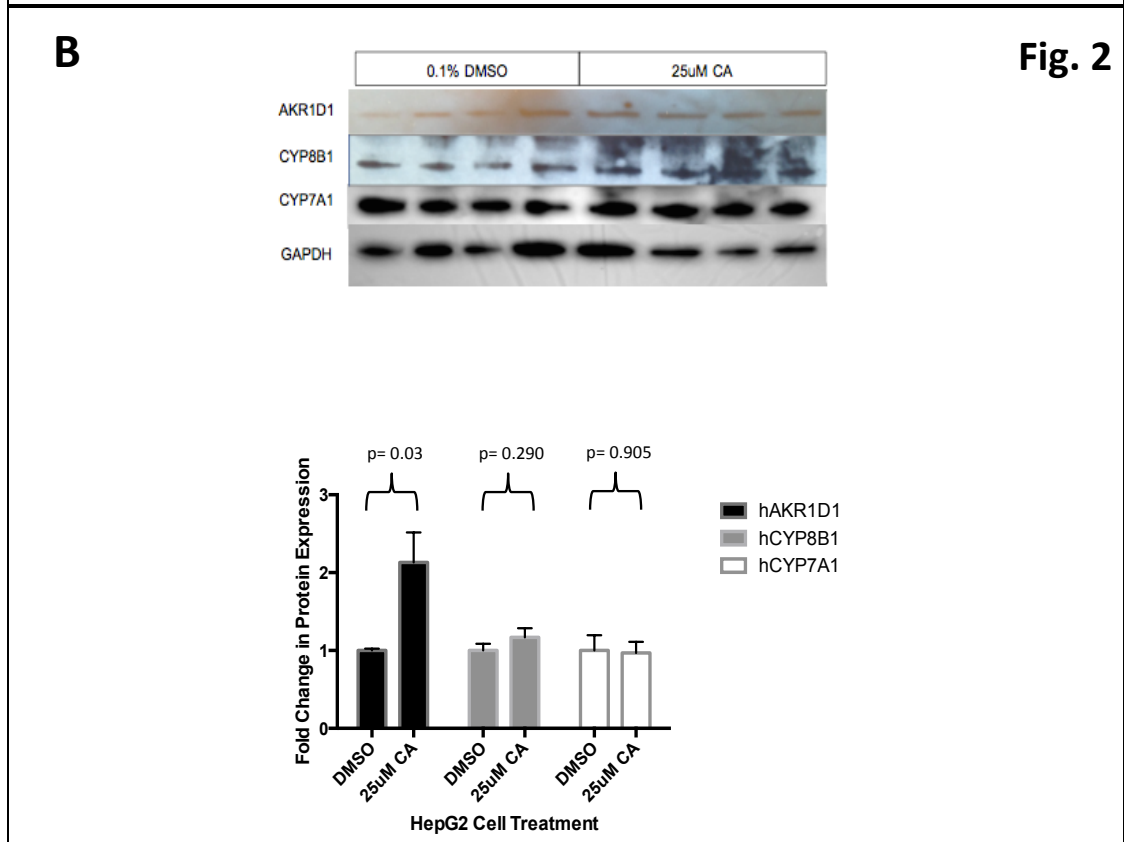 B
Fig. 2
0.1% DMSO
25uM CA
AKR1D1
CYP8B1
CYP7A1
GAPDH
p= 0.03
p= 0.290
p= 0.905
Fold Change in Protein Expression
3
2
1
0
hAKR1D1
hCYP8B1
hCYP7A1
DMSO
25uM CA
DMSO
25uM CA
DMSO
25uM CA
HepG2 Cell Treatment